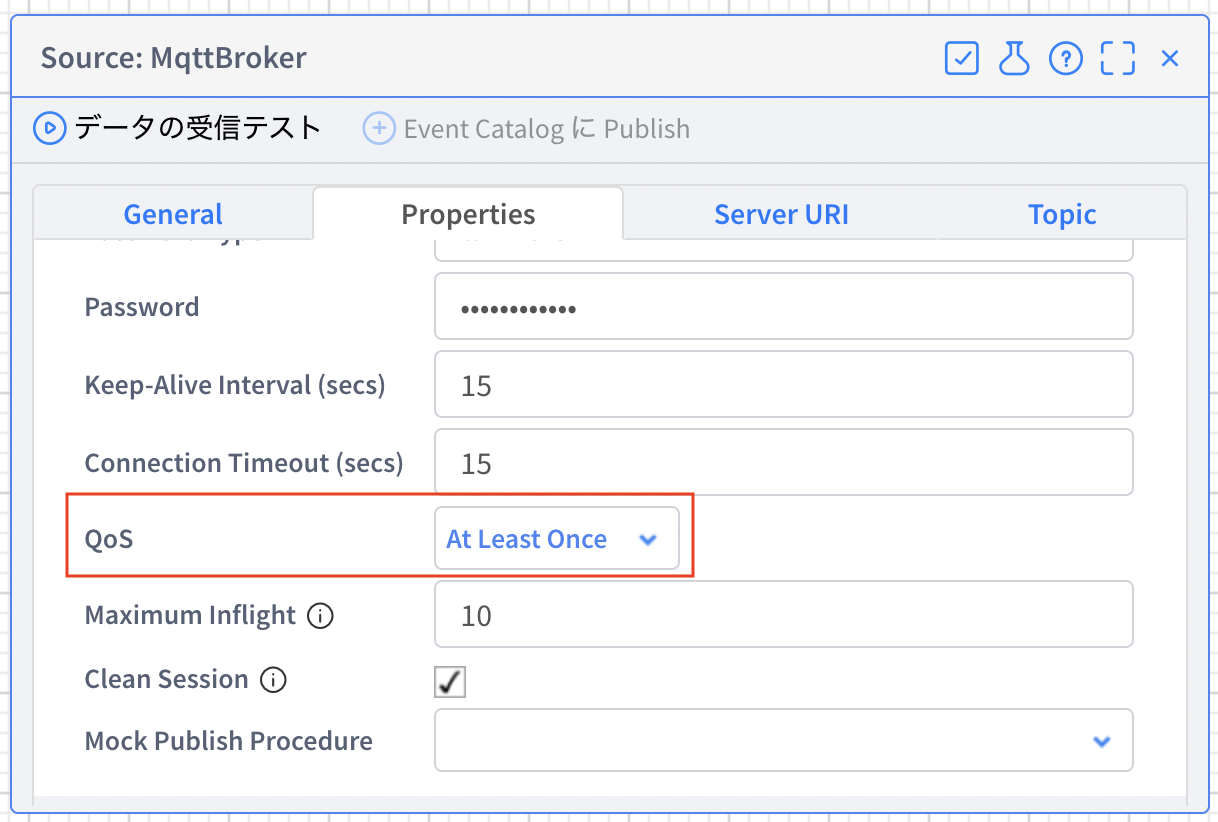 Source: MqttBroker
データの受信テスト
Event Catalog に Publish
General
Properties
Server URI
Topic
Password
••••••••••••
Keep-Alive Interval (secs)
15
Connection Timeout (secs)
15
QoS
At Least Once
Maximum Inflight
10
Clean Session
Mock Publish Procedure